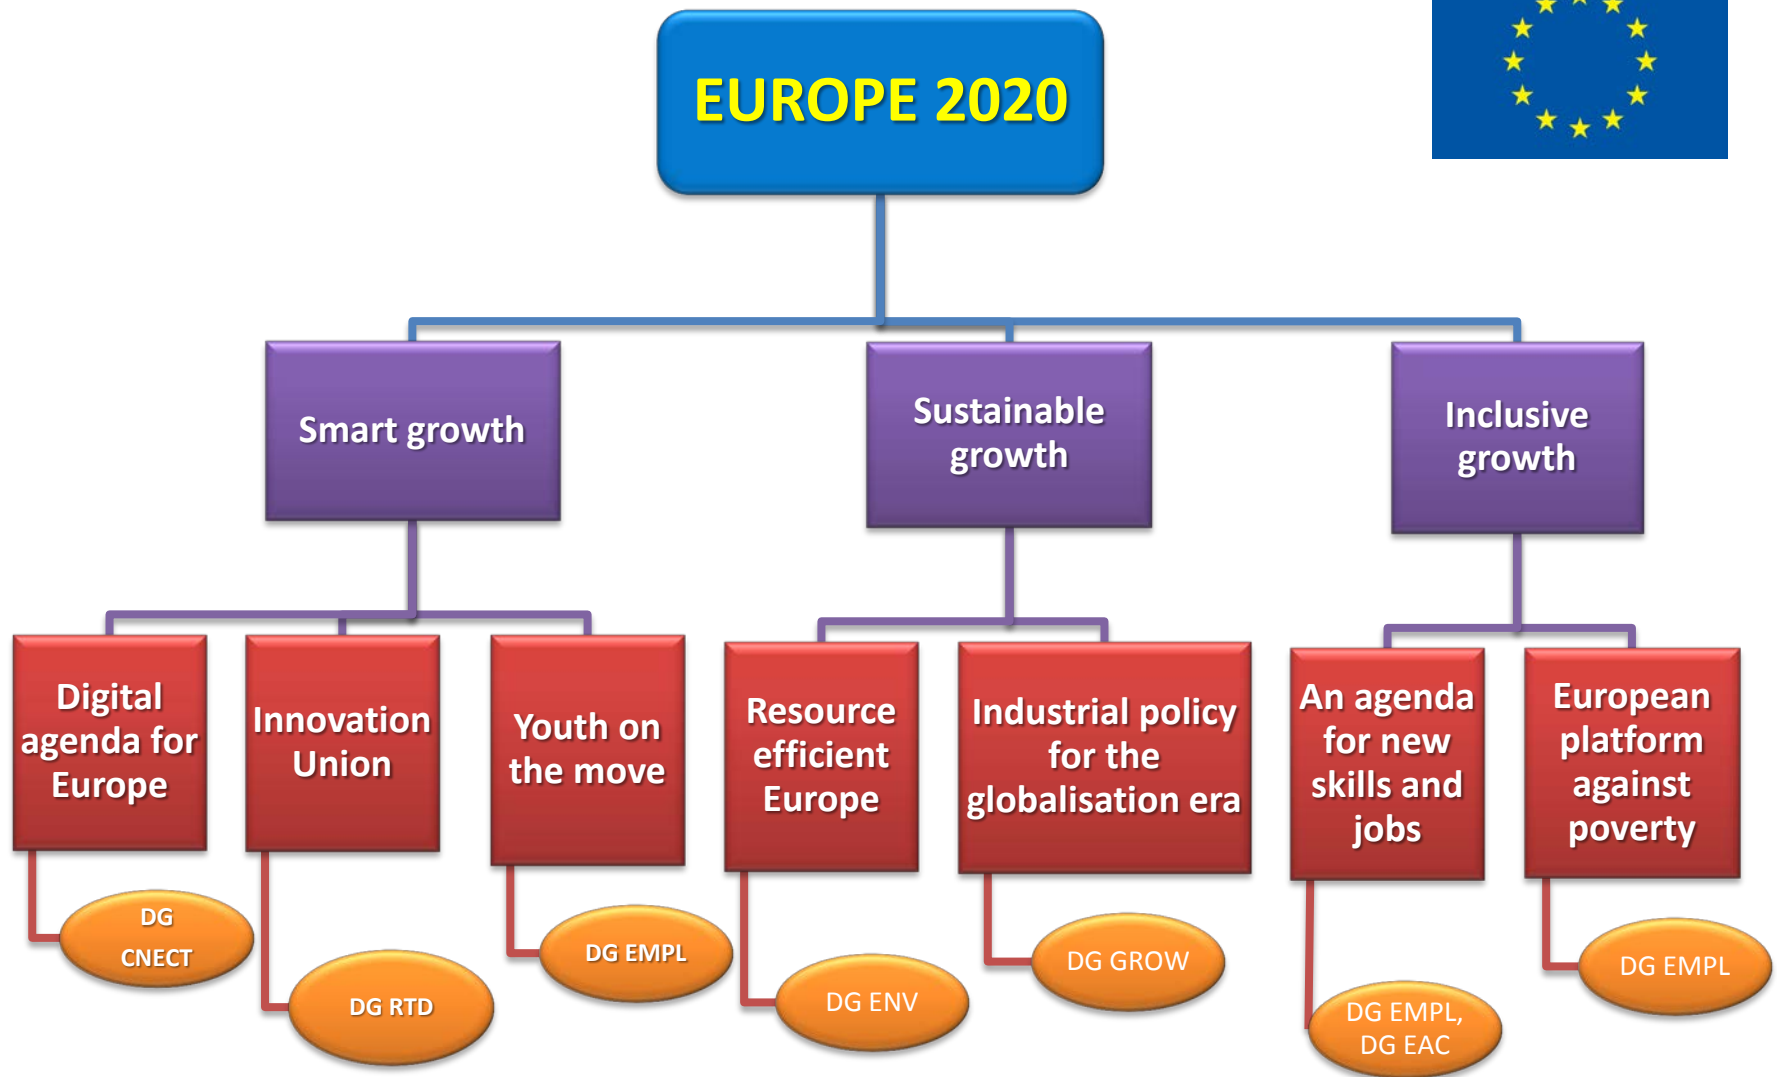 EUROPE 2020
Smart growth
Sustainable
growth
Inclusive
growth
Digital
agenda for
Europe
Innovation
Union
Youth on
the move
Resource
efficient
Europe
Industrial policy
for the
globalisation era
An agenda
for new
skills and
jobs
European
platform
against
poverty
DG
CNECT
DG RTD
DG EMPL
DG ENV
DG GROW
DG EMPL,
DG EAC
DG EMPL